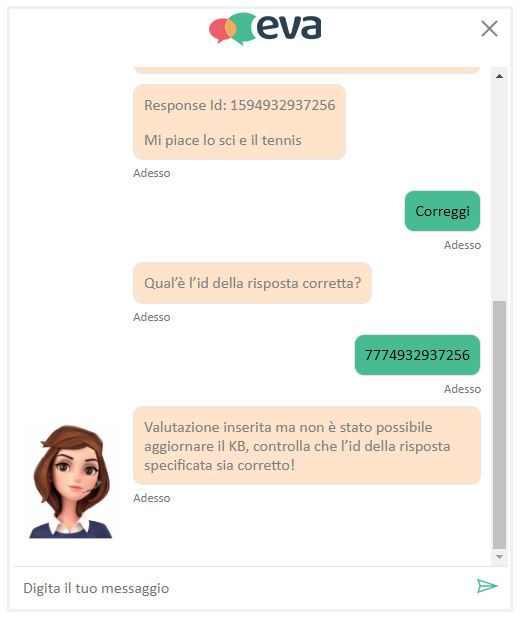 eva
Response Id: 1594932937256
Mi piace lo sci e il tennis
Adesso
Correggi
Adesso
Qual'è l'id della risposta corretta?
Adesso
7774932937256
Adesso
Valutazione inserita ma non è stato possibile
aggiornare il KB, controlla che l'id della risposta
specificata sia corretto!
Adesso
Digita il tuo messaggio